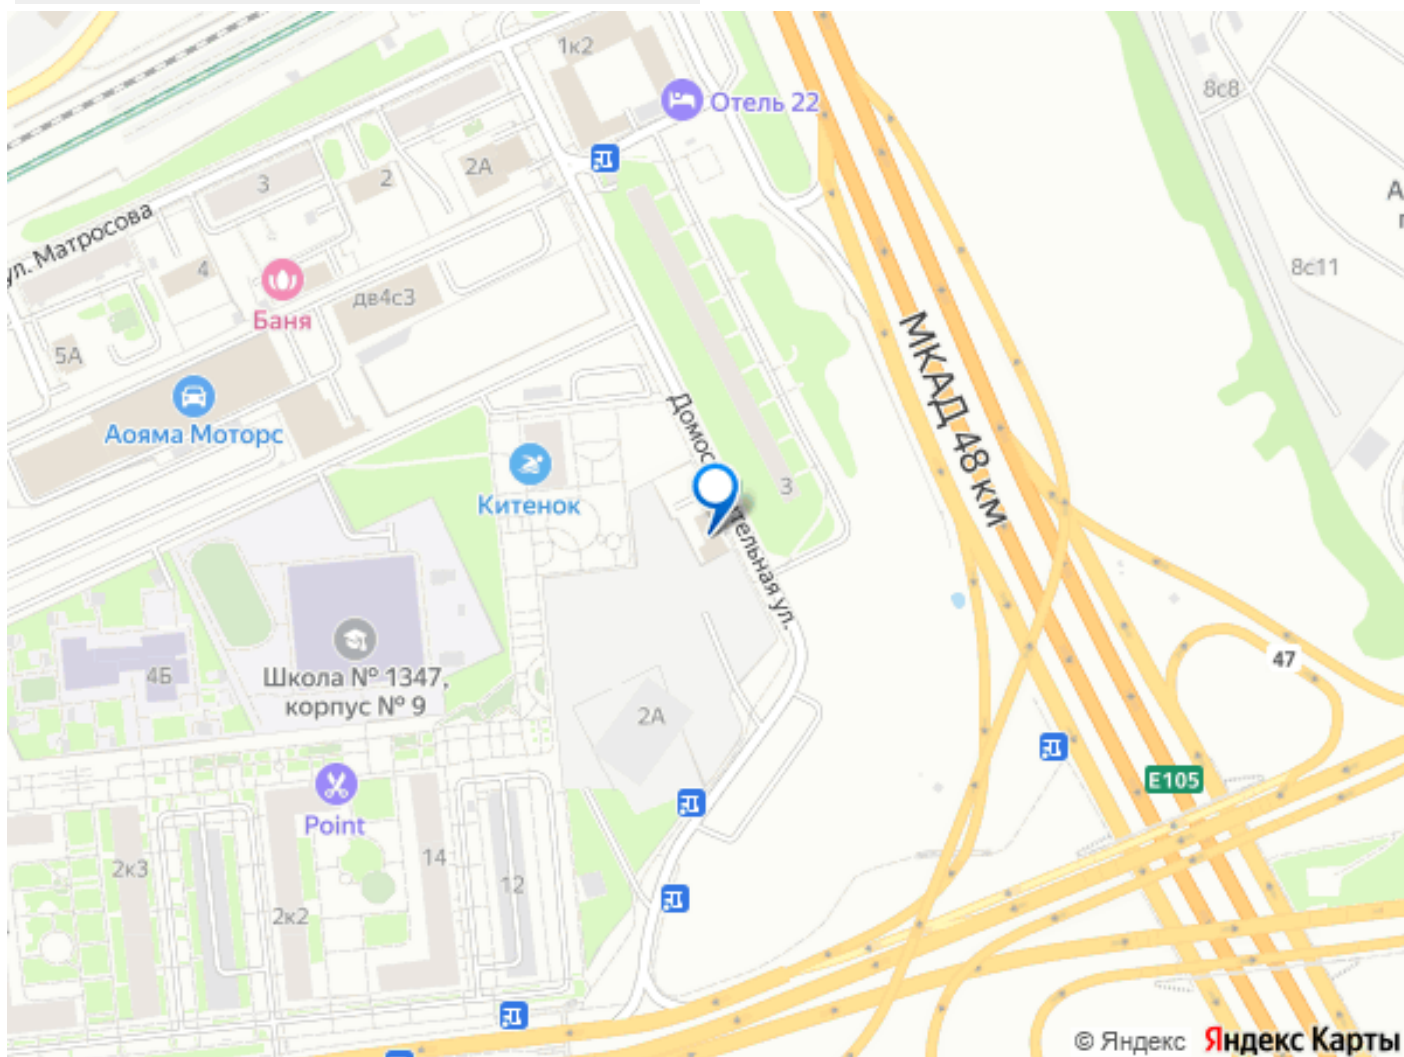 1к2
Отель 22
8с8
2А
2
3
ул. Матросова
4
Баня
дв4с3
8с11
5А
Аояма Моторс
МКАД 48 км
Китенок
3
тельная ул.
4Б
Школа № 1347,
корпус № 9
47
2А
E105
Point
2к3
14
12
2к2
© Яндекс Яндекс Карты